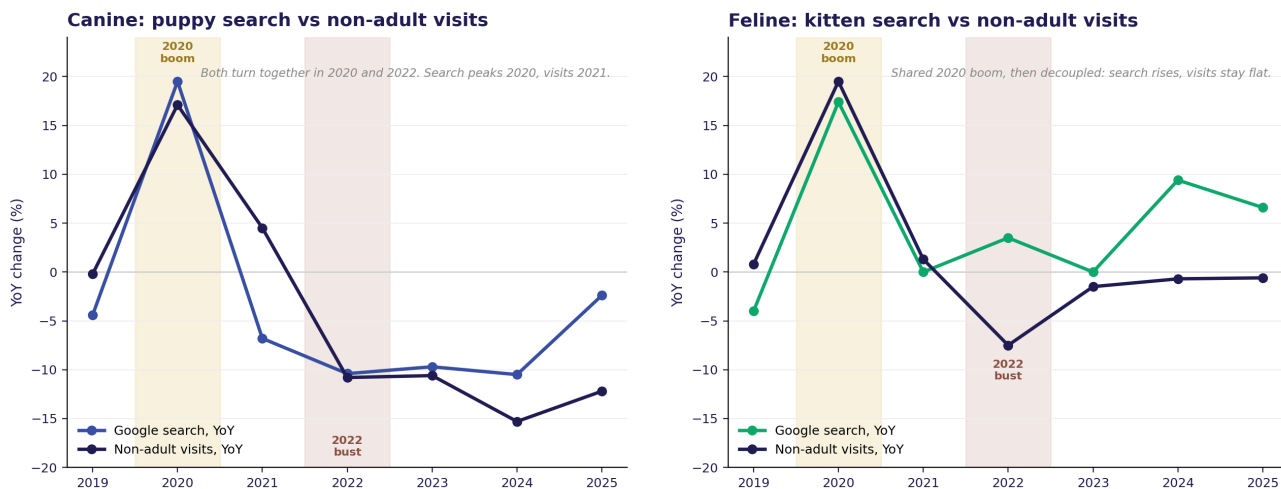 Canine: puppy search vs non-adult visits
2020
boom
Both turn together in 2020 and 2022. Search peaks 2020, visits 2021.
YoY change (%)
20
15
10
5
0
−5
−10
−15
−20
2022
bust
Google search, YoY
Non-adult visits, YoY
2019
2020
2021
2022
2023
2024
2025
Feline: kitten search vs non-adult visits
2020
boom
Shared 2020 boom, then decoupled: search rises, visits stay flat.
YoY change (%)
20
15
10
5
0
−5
−10
−15
−20
2022
bust
Google search, YoY
Non-adult visits, YoY
2019
2020
2021
2022
2023
2024
2025